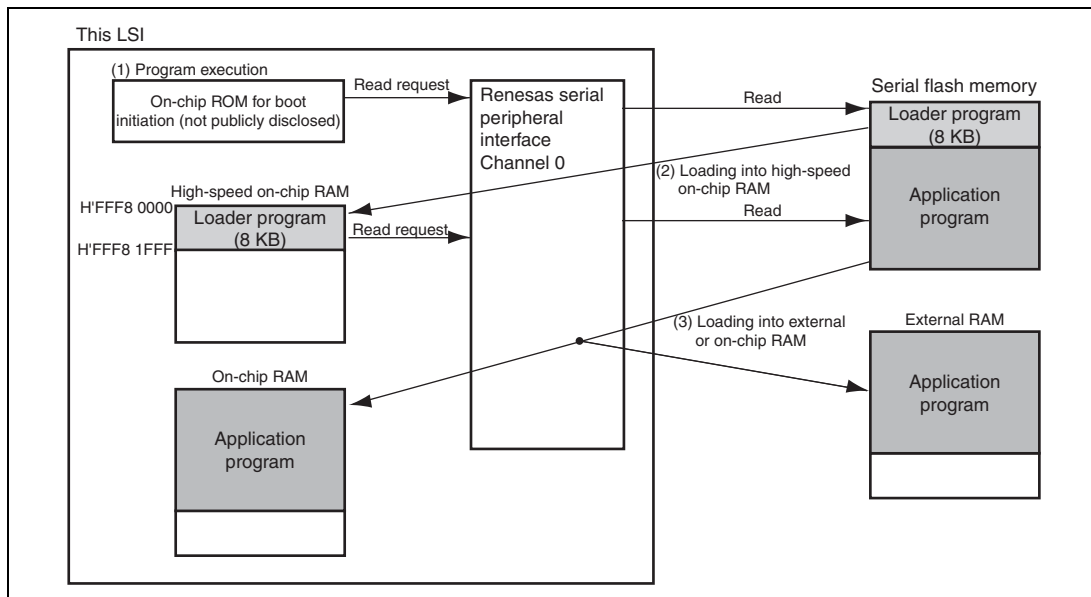 This LSI
(1) Program execution
On-chip ROM for boot
initiation (not publicly disclosed)
Read request
Renesas serial
peripheral
interface
Channel 0
Read
Serial flash memory
Loader program
(8 KB)
Application
program
(2) Loading into high-speed
on-chip RAM
Read
High-speed on-chip RAM
H'FFF8 0000
Loader program
(8 KB)
H'FFF8 1FFF
Read request
(3) Loading into external
or on-chip RAM
External RAM
Application
program
On-chip RAM
Application
program